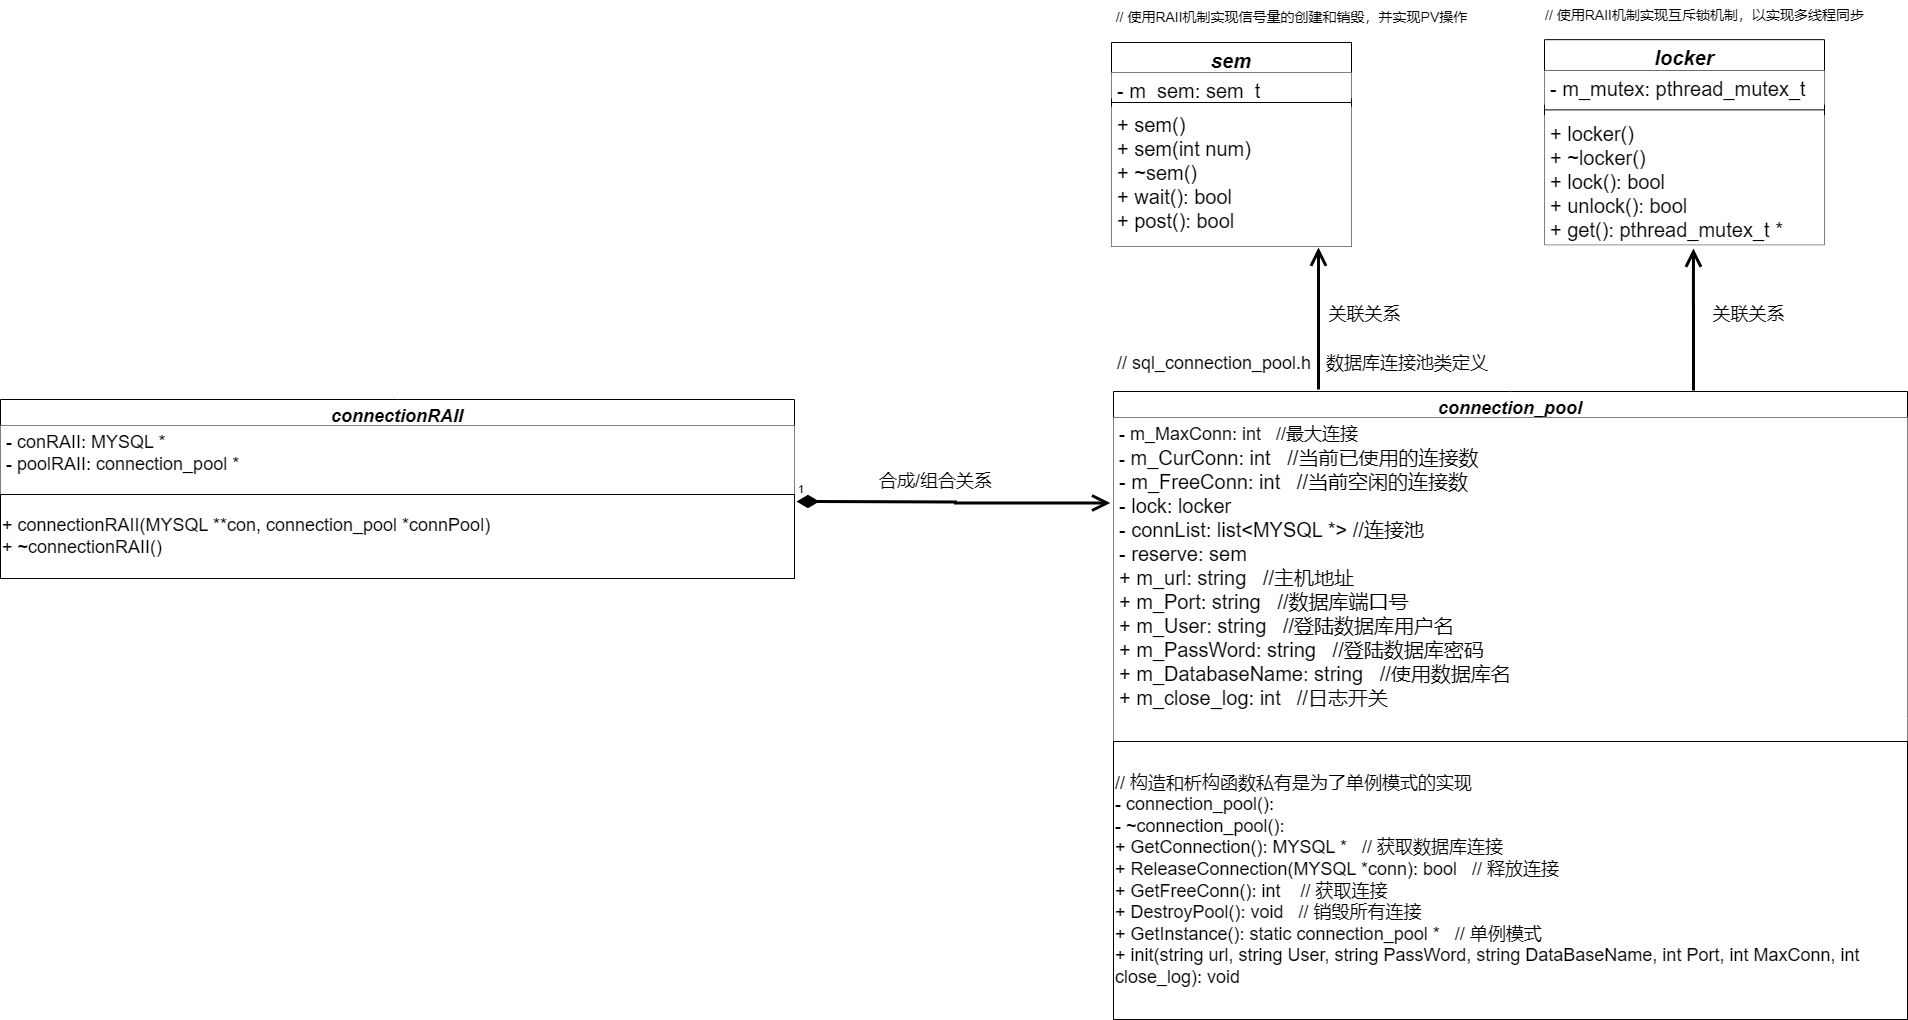 // 使用RAII机制实现信号量的创建和销毁，并实现PV操作
sem
- m_sem: sem_t
+ sem()
+ sem(int num)
+ ~sem()
+ wait(): bool
+ post(): bool
// 使用RAII机制实现互斥锁机制，以实现多线程同步
locker
- m_mutex: pthread_mutex_t
+ locker()
+ ~locker()
+ lock(): bool
+ unlock(): bool
+ get(): pthread_mutex_t *
关联关系
关联关系
// sql_connection_pool.h 数据库连接池类定义
connectionRAII
- conRAII: MYSQL *
- poolRAII: connection_pool *
+ connectionRAII(MYSQL **con, connection_pool *connPool)
+ ~connectionRAII()
1
合成/组合关系
connection_pool
- m_MaxConn: int //最大连接
- m_CurConn: int //当前已使用的连接数
- m_FreeConn: int //当前空闲的连接数
- lock: locker
- connList: list<MYSQL *> //连接池
- reserve: sem
+ m_url: string //主机地址
+ m_Port: string //数据库端口号
+ m_User: string //登陆数据库用户名
+ m_PassWord: string //登陆数据库密码
+ m_DatabaseName: string //使用数据库名
+ m_close_log: int //日志开关
// 构造和析构函数私有是为了单例模式的实现
- connection_pool():
- ~connection_pool():
+ GetConnection(): MYSQL * // 获取数据库连接
+ ReleaseConnection(MYSQL *conn): bool // 释放连接
+ GetFreeConn(): int // 获取连接
+ DestroyPool(): void // 销毁所有连接
+ GetInstance(): static connection_pool * // 单例模式
+ init(string url, string User, string PassWord, string DataBaseName, int Port, int MaxConn, int
close_log): void